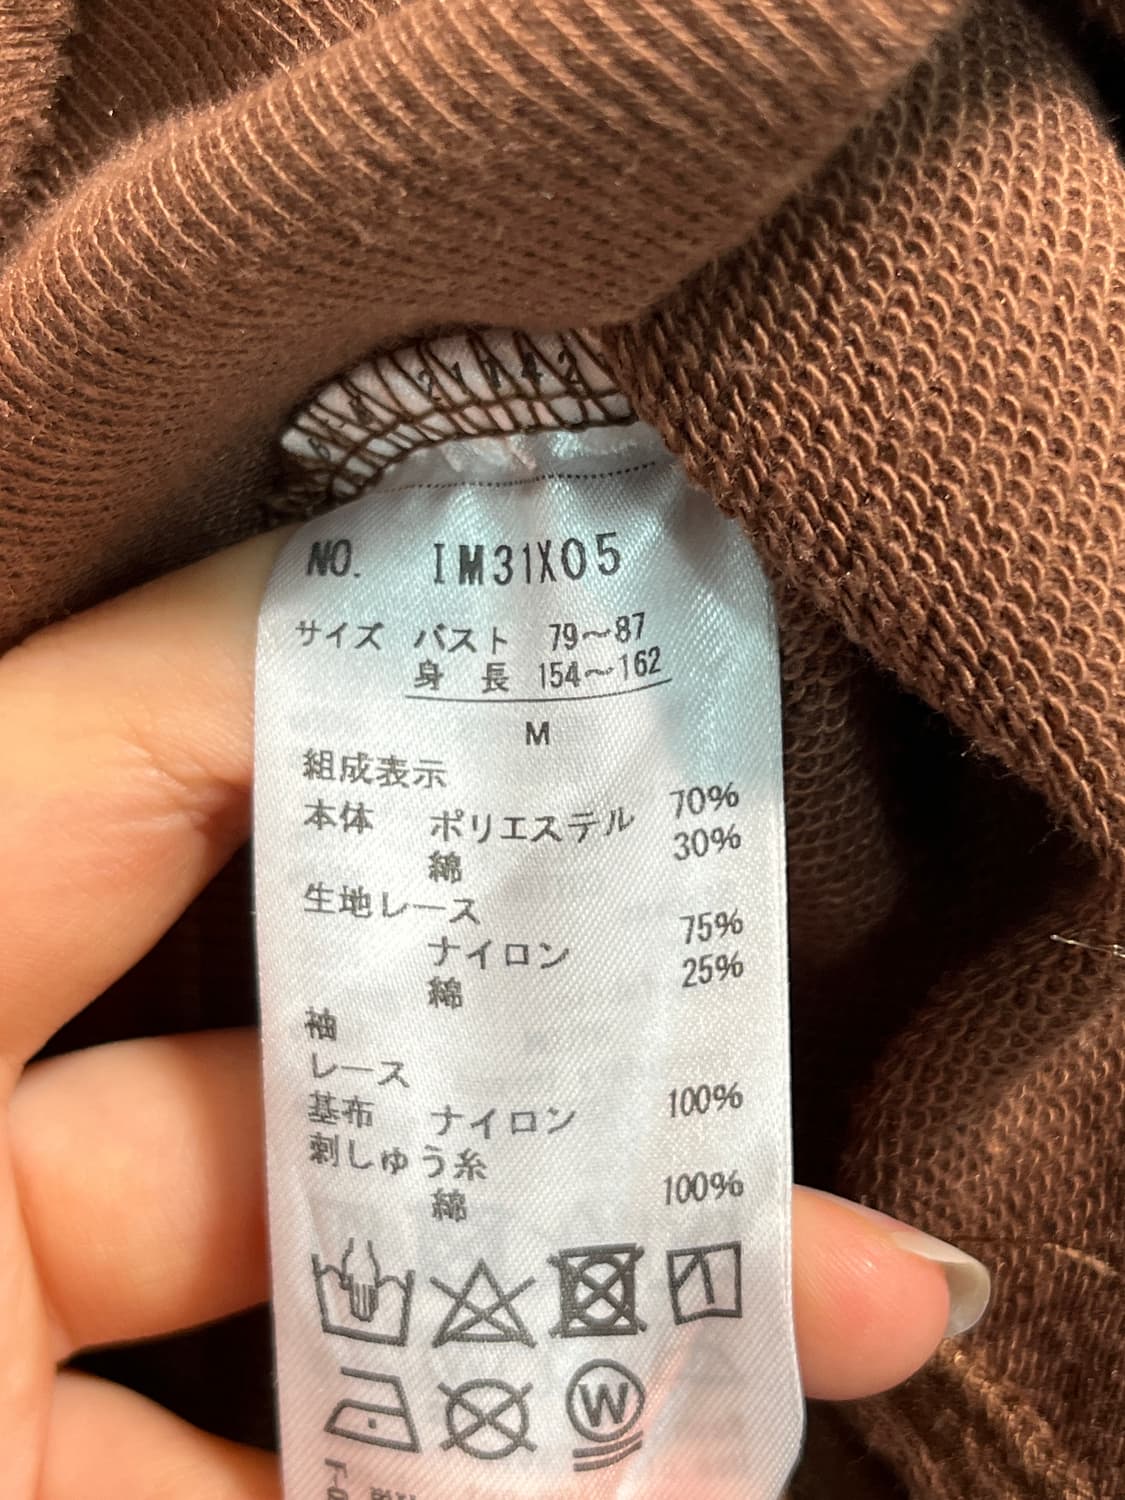 NO. IM31X05
サイズ バスト 79〜87
身長 154〜162
M
組成表示
本体 ポリエステル 70%
綿 30%
生地レース
ナイロン 75%
綿 25%
袖
レース
基布 ナイロン 100%
刺しゅう糸
綿 100%
W